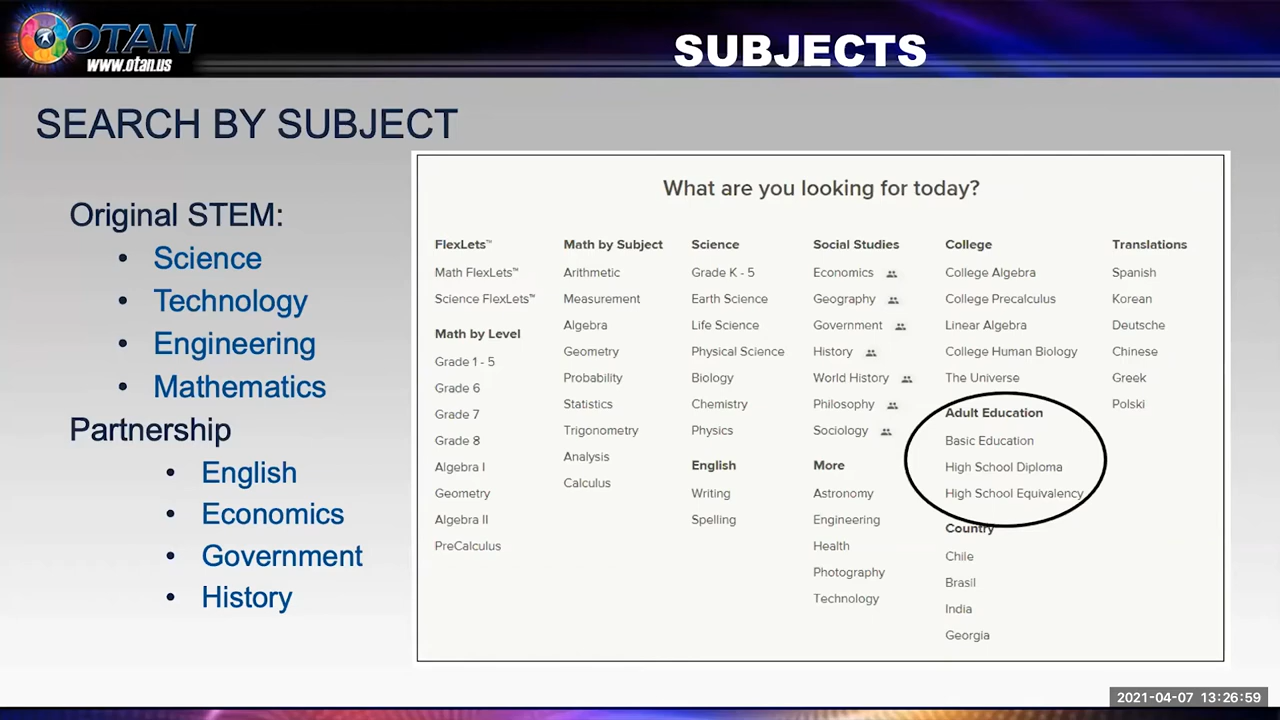 OTAN
www.otan.us
SUBJECTS
SEARCH BY SUBJECT
Original STEM:
• Science
• Technology
• Engineering
• Mathematics
Partnership
• English
• Economics
• Government
• History
What are you looking for today?
FlexLets™
Math FlexLets™
Science FlexLets™
Math by Level
Grade 1 - 5
Grade 6
Grade 7
Grade 8
Algebra I
Geometry
Algebra II
PreCalculus
Math by Subject
Arithmetic
Measurement
Algebra
Geometry
Probability
Statistics
Trigonometry
Analysis
Calculus
Science
Grade K - 5
Earth Science
Life Science
Physical Science
Biology
Chemistry
Physics
English
Writing
Spelling
Social Studies
Economics
Geography
Government
History
World History
Philosophy
Sociology
More
Astronomy
Engineering
Health
Photography
Technology
College
College Algebra
College Precalculus
Linear Algebra
College Human Biology
The Universe
Adult Education
Basic Education
High School Diploma
High School Equivalency
Country
Chile
Brasil
India
Georgia
Translations
Spanish
Korean
Deutsche
Chinese
Greek
Polski
2021-04-07 13:26:59